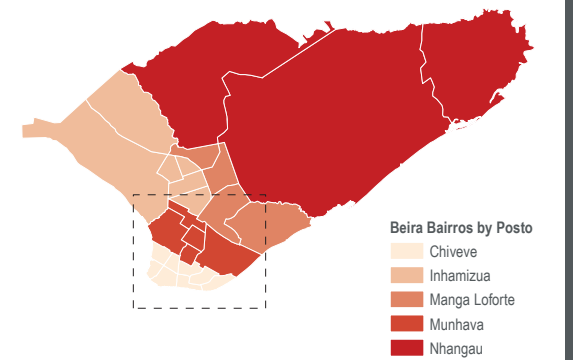 Beira Bairros by Posto
Chiveve
Inhamizua
Manga Loforte
Munhava
Nhangau